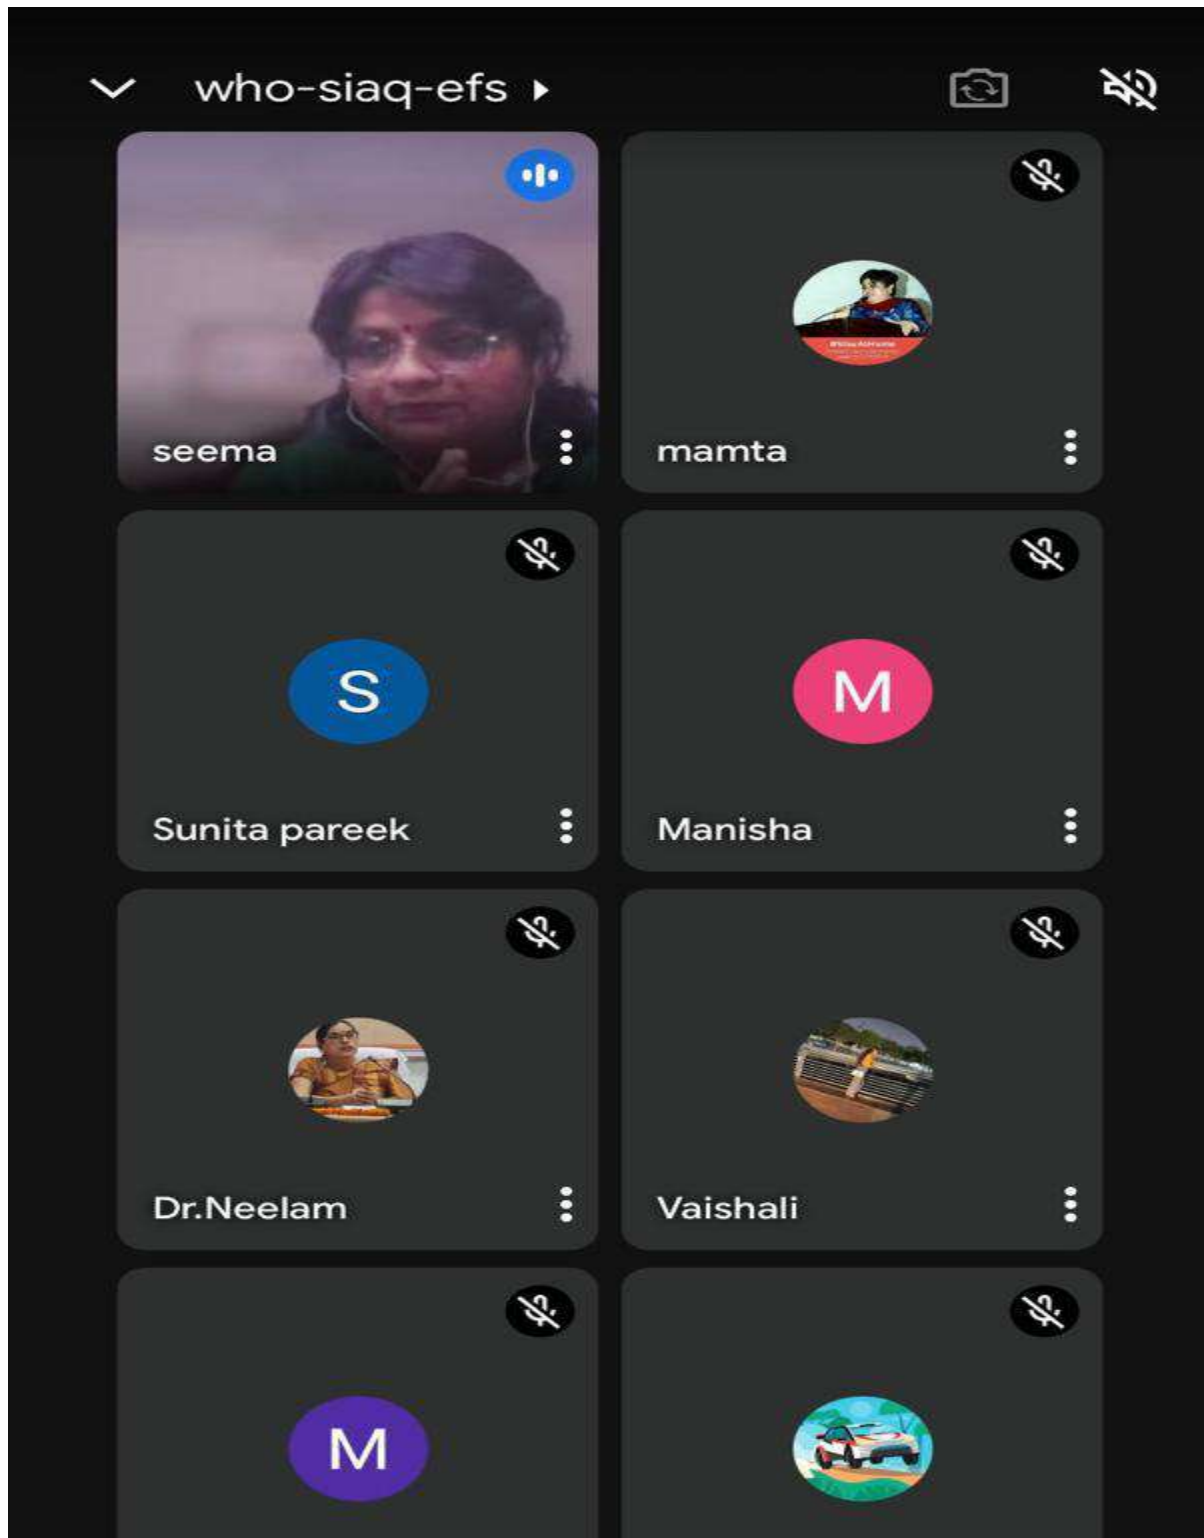 who-siaq-efs
seema
mamta
S
M
Sunita pareek
Manisha
Dr.Neelam
Vaishali
M